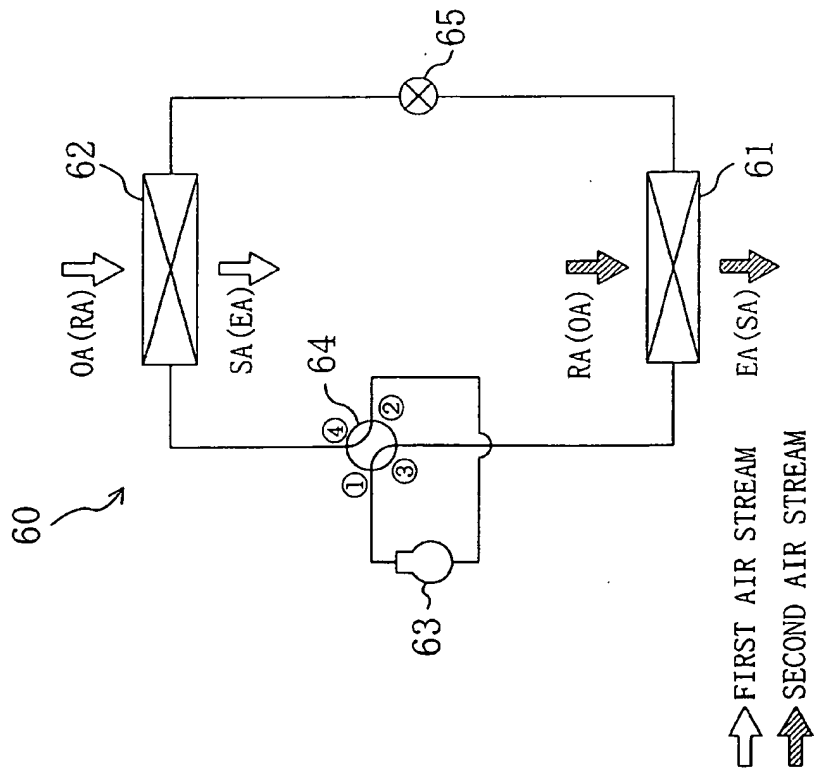 60
OA(RA)
62
SA(EA)
64
④
①
②
③
63
65
RA(OA)
61
EA(SA)
FIRST AIR STREAM
SECOND AIR STREAM